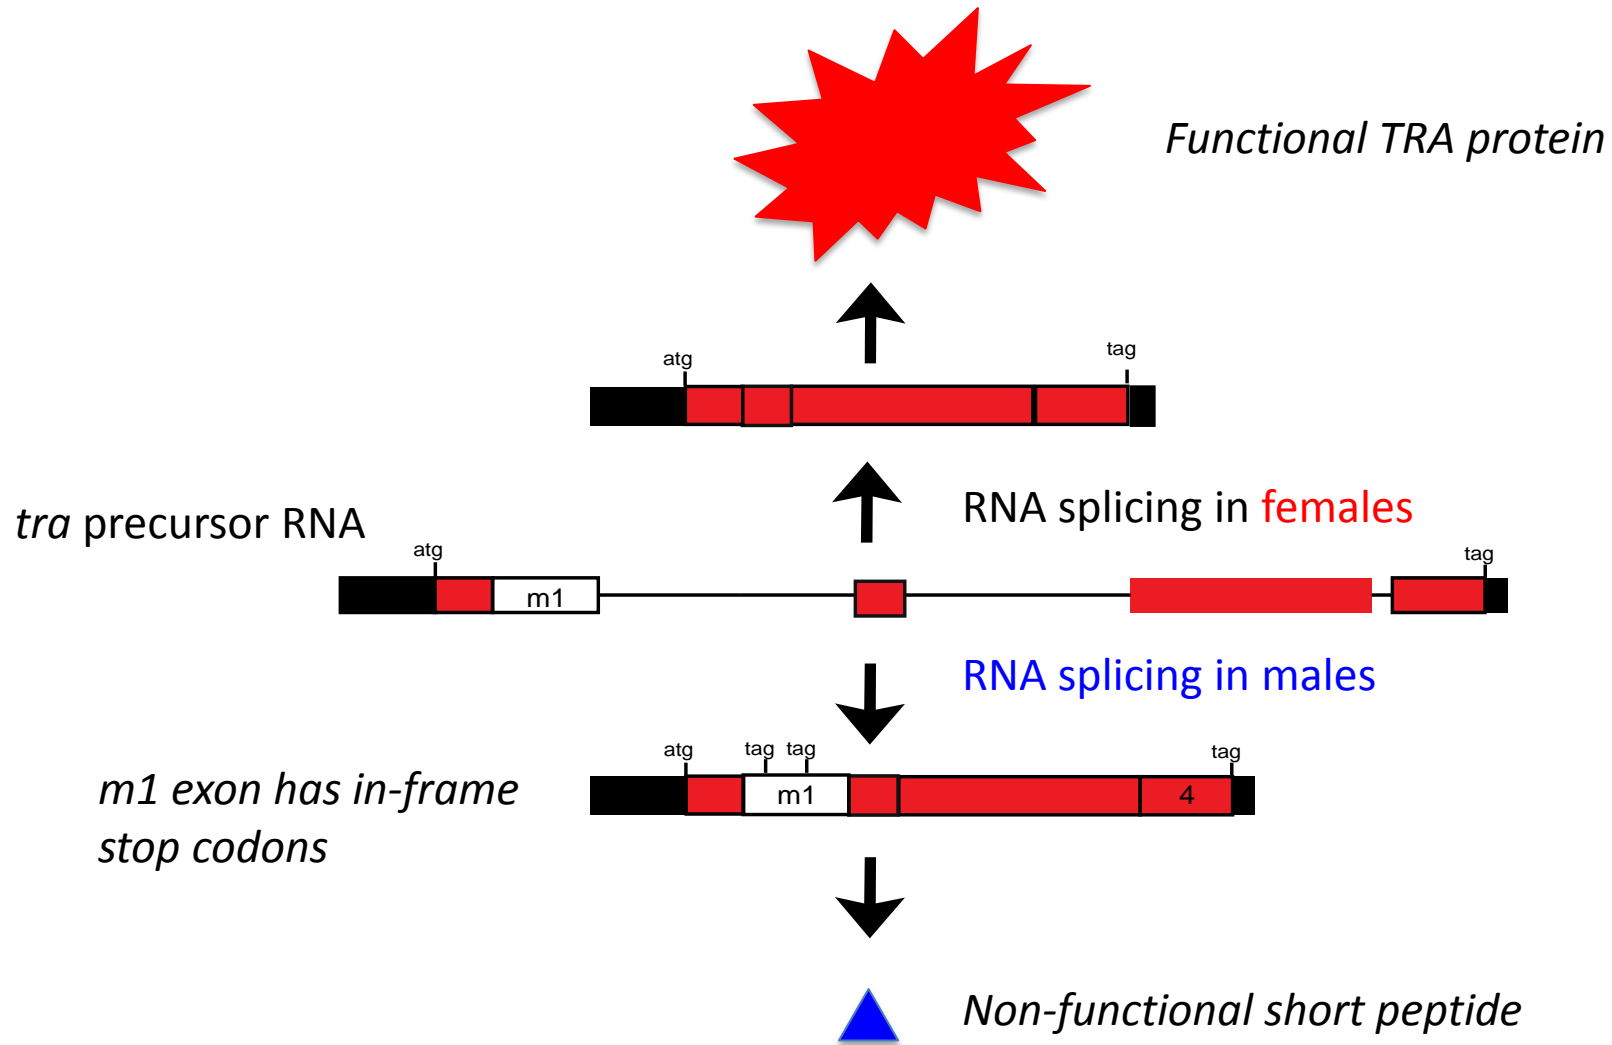 Functional TRA protein
atg
tag
RNA splicing in females
tra precursor RNA
atg
tag
m1
RNA splicing in males
atg
tag
tag
tag
m1
4
m1 exon has in-frame
stop codons
Non-functional short peptide